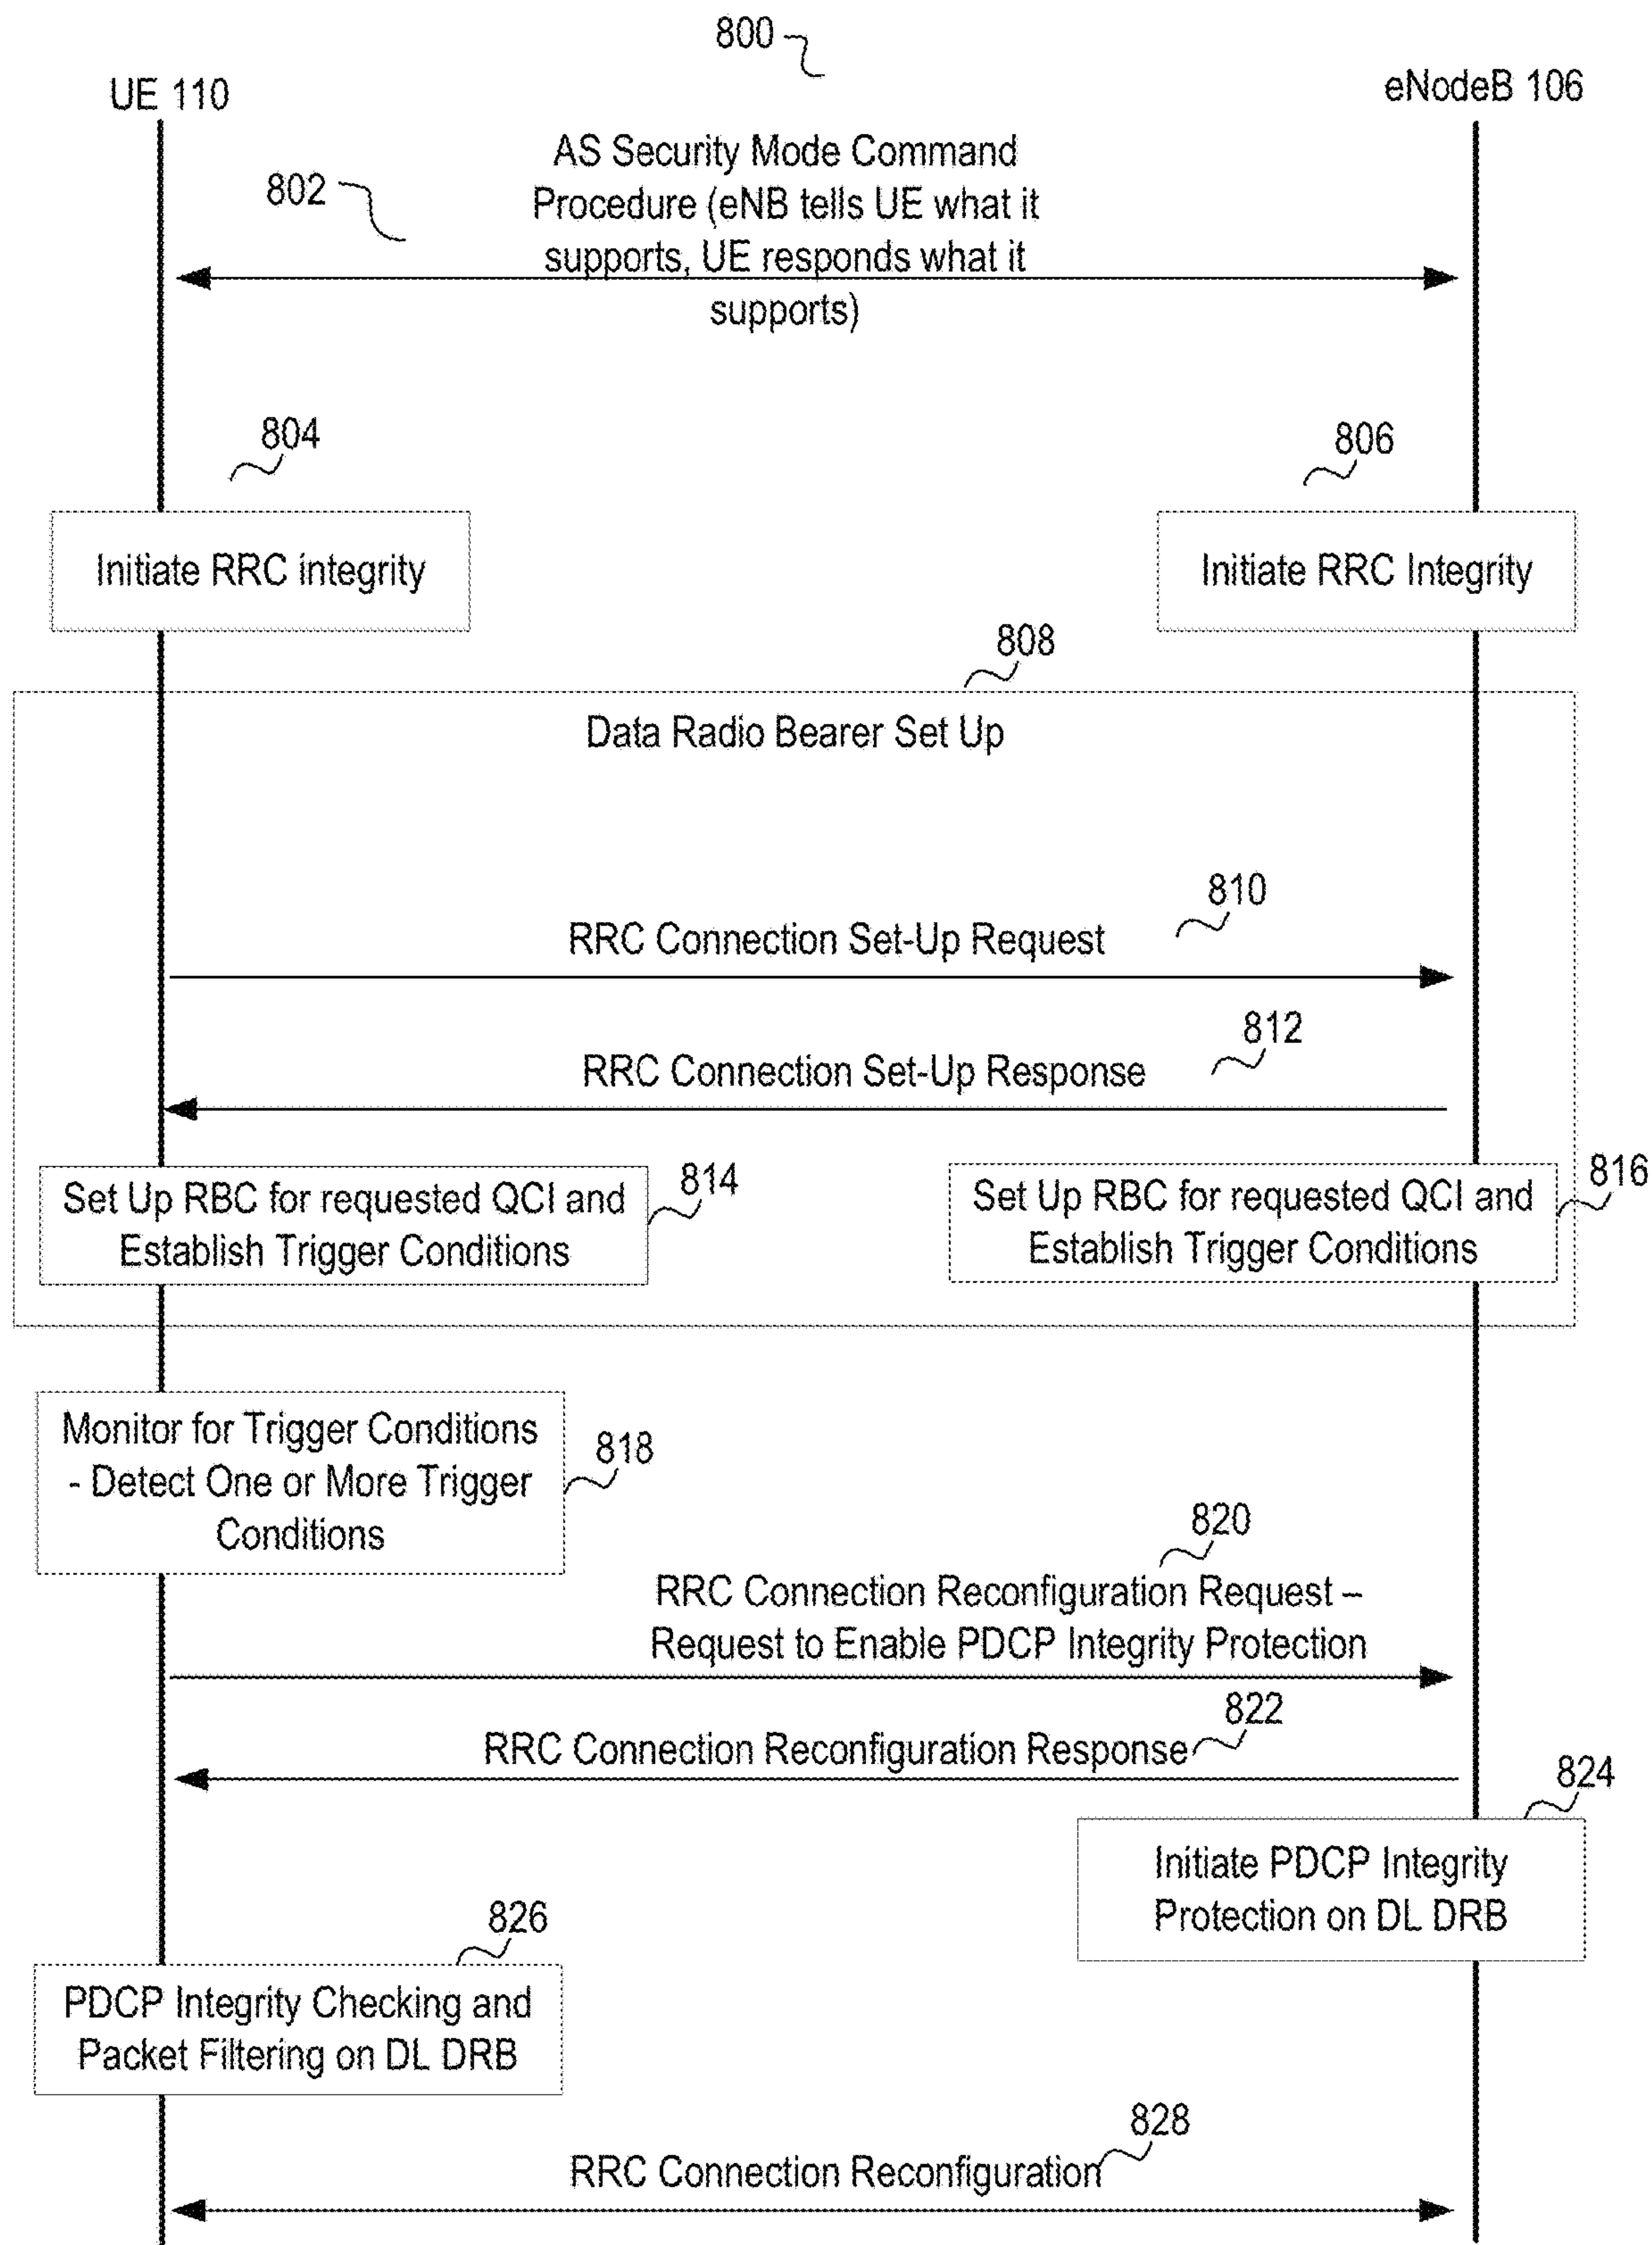 800
UE 110
eNodeB 106
802
AS Security Mode Command
Procedure (eNB tells UE what it
supports, UE responds what it
supports)
804
806
Initiate RRC integrity
Initiate RRC Integrity
808
Data Radio Bearer Set Up
810
RRC Connection Set-Up Request
812
RRC Connection Set-Up Response
814
Set Up RBC for requested QCI and
Establish Trigger Conditions
816
Set Up RBC for requested QCI and
Establish Trigger Conditions
818
Monitor for Trigger Conditions
- Detect One or More Trigger
Conditions
820
RRC Connection Reconfiguration Request –
Request to Enable PDCP Integrity Protection
822
RRC Connection Reconfiguration Response
824
Initiate PDCP Integrity
Protection on DL DRB
826
PDCP Integrity Checking and
Packet Filtering on DL DRB
828
RRC Connection Reconfiguration